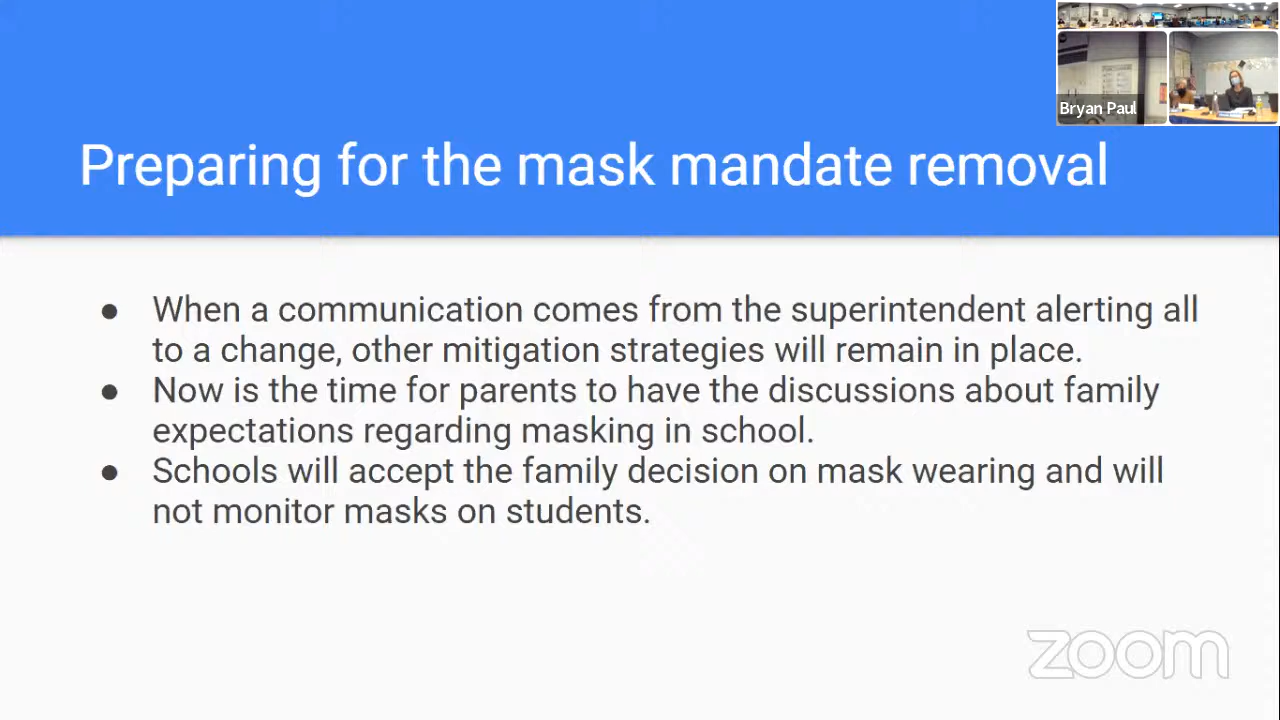 Bryan Paul
Preparing for the mask mandate removal
● When a communication comes from the superintendent alerting all
to a change, other mitigation strategies will remain in place.
● Now is the time for parents to have the discussions about family
expectations regarding masking in school.
● Schools will accept the family decision on mask wearing and will
not monitor masks on students.
zoom